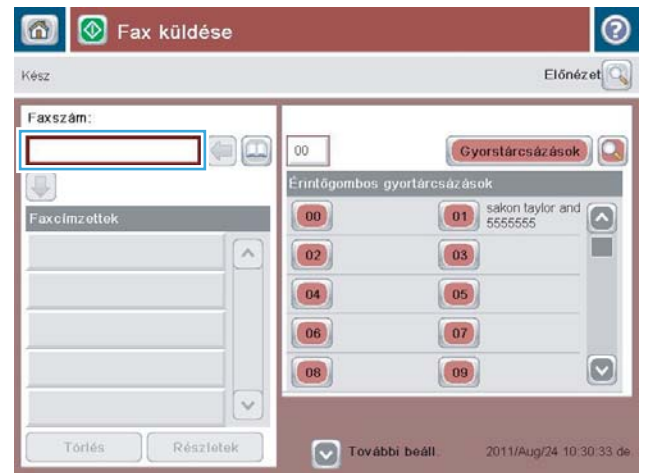 Fax küldése
Kész
Előnézet
Faxszám:
00
Gyorstárcsázások
Érintőgombos gyortárcsázások
Faxcímzettek
00
01
sakon taylor and
5555555
02
03
04
05
06
07
08
09
Törlés
Részletek
További beáll.
2011/Aug/24 10:30:33 de